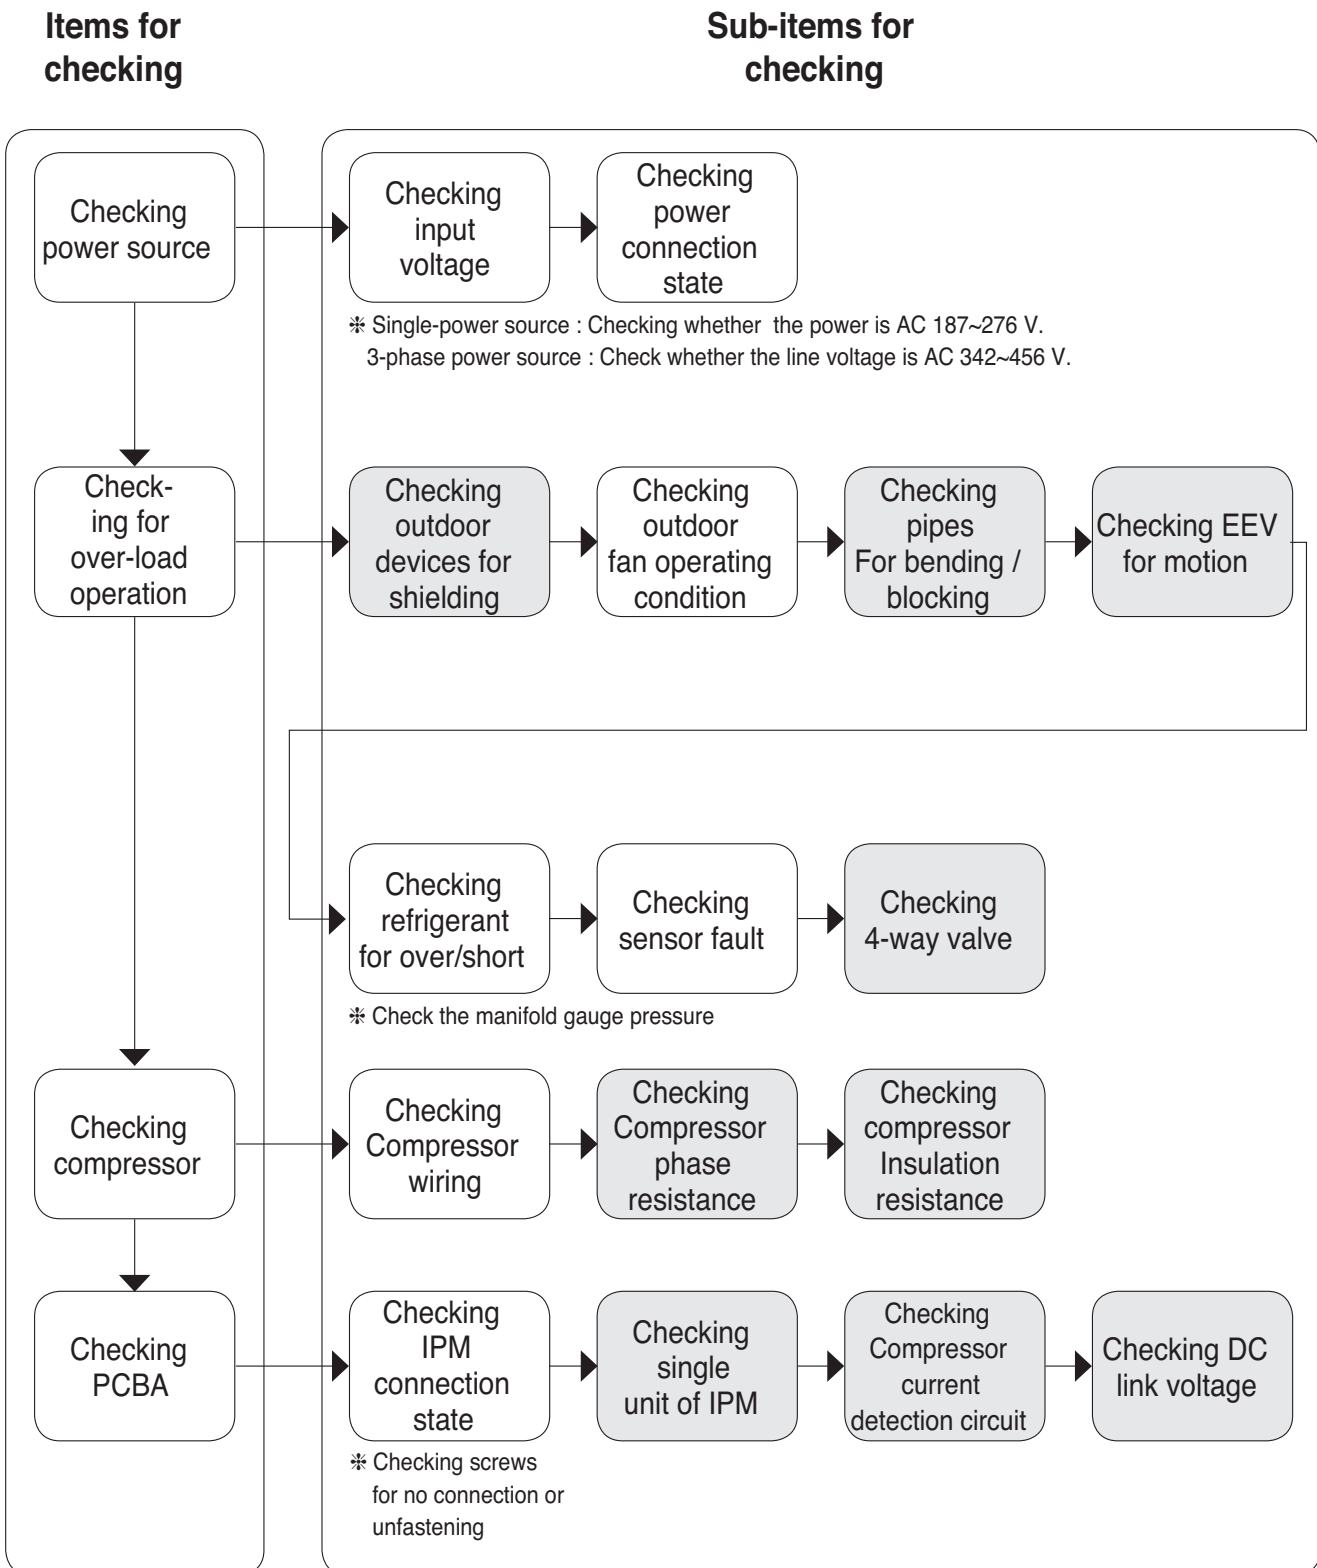 Items for
checking
Sub-items for
checking
Checking
power source
Checking
input
voltage
Checking
power
connection
state
❈ Single-power source : Checking whether the power is AC 187~276 V.
3-phase power source : Check whether the line voltage is AC 342~456 V.
Check-
ing for
over-load
operation
Checking
outdoor
devices for
shielding
Checking
outdoor
fan operating
condition
Checking
pipes
For bending /
blocking
Checking EEV
for motion
Checking
refrigerant
for over/short
Checking
sensor fault
Checking
4-way valve
❈ Check the manifold gauge pressure
Checking
compressor
Checking
Compressor
wiring
Checking
Compressor
phase
resistance
Checking
compressor
Insulation
resistance
Checking
PCBA
Checking
IPM
connection
state
Checking
single
unit of IPM
Checking
Compressor
current
detection circuit
Checking DC
link voltage
❈ Checking screws
for no connection or
unfastening